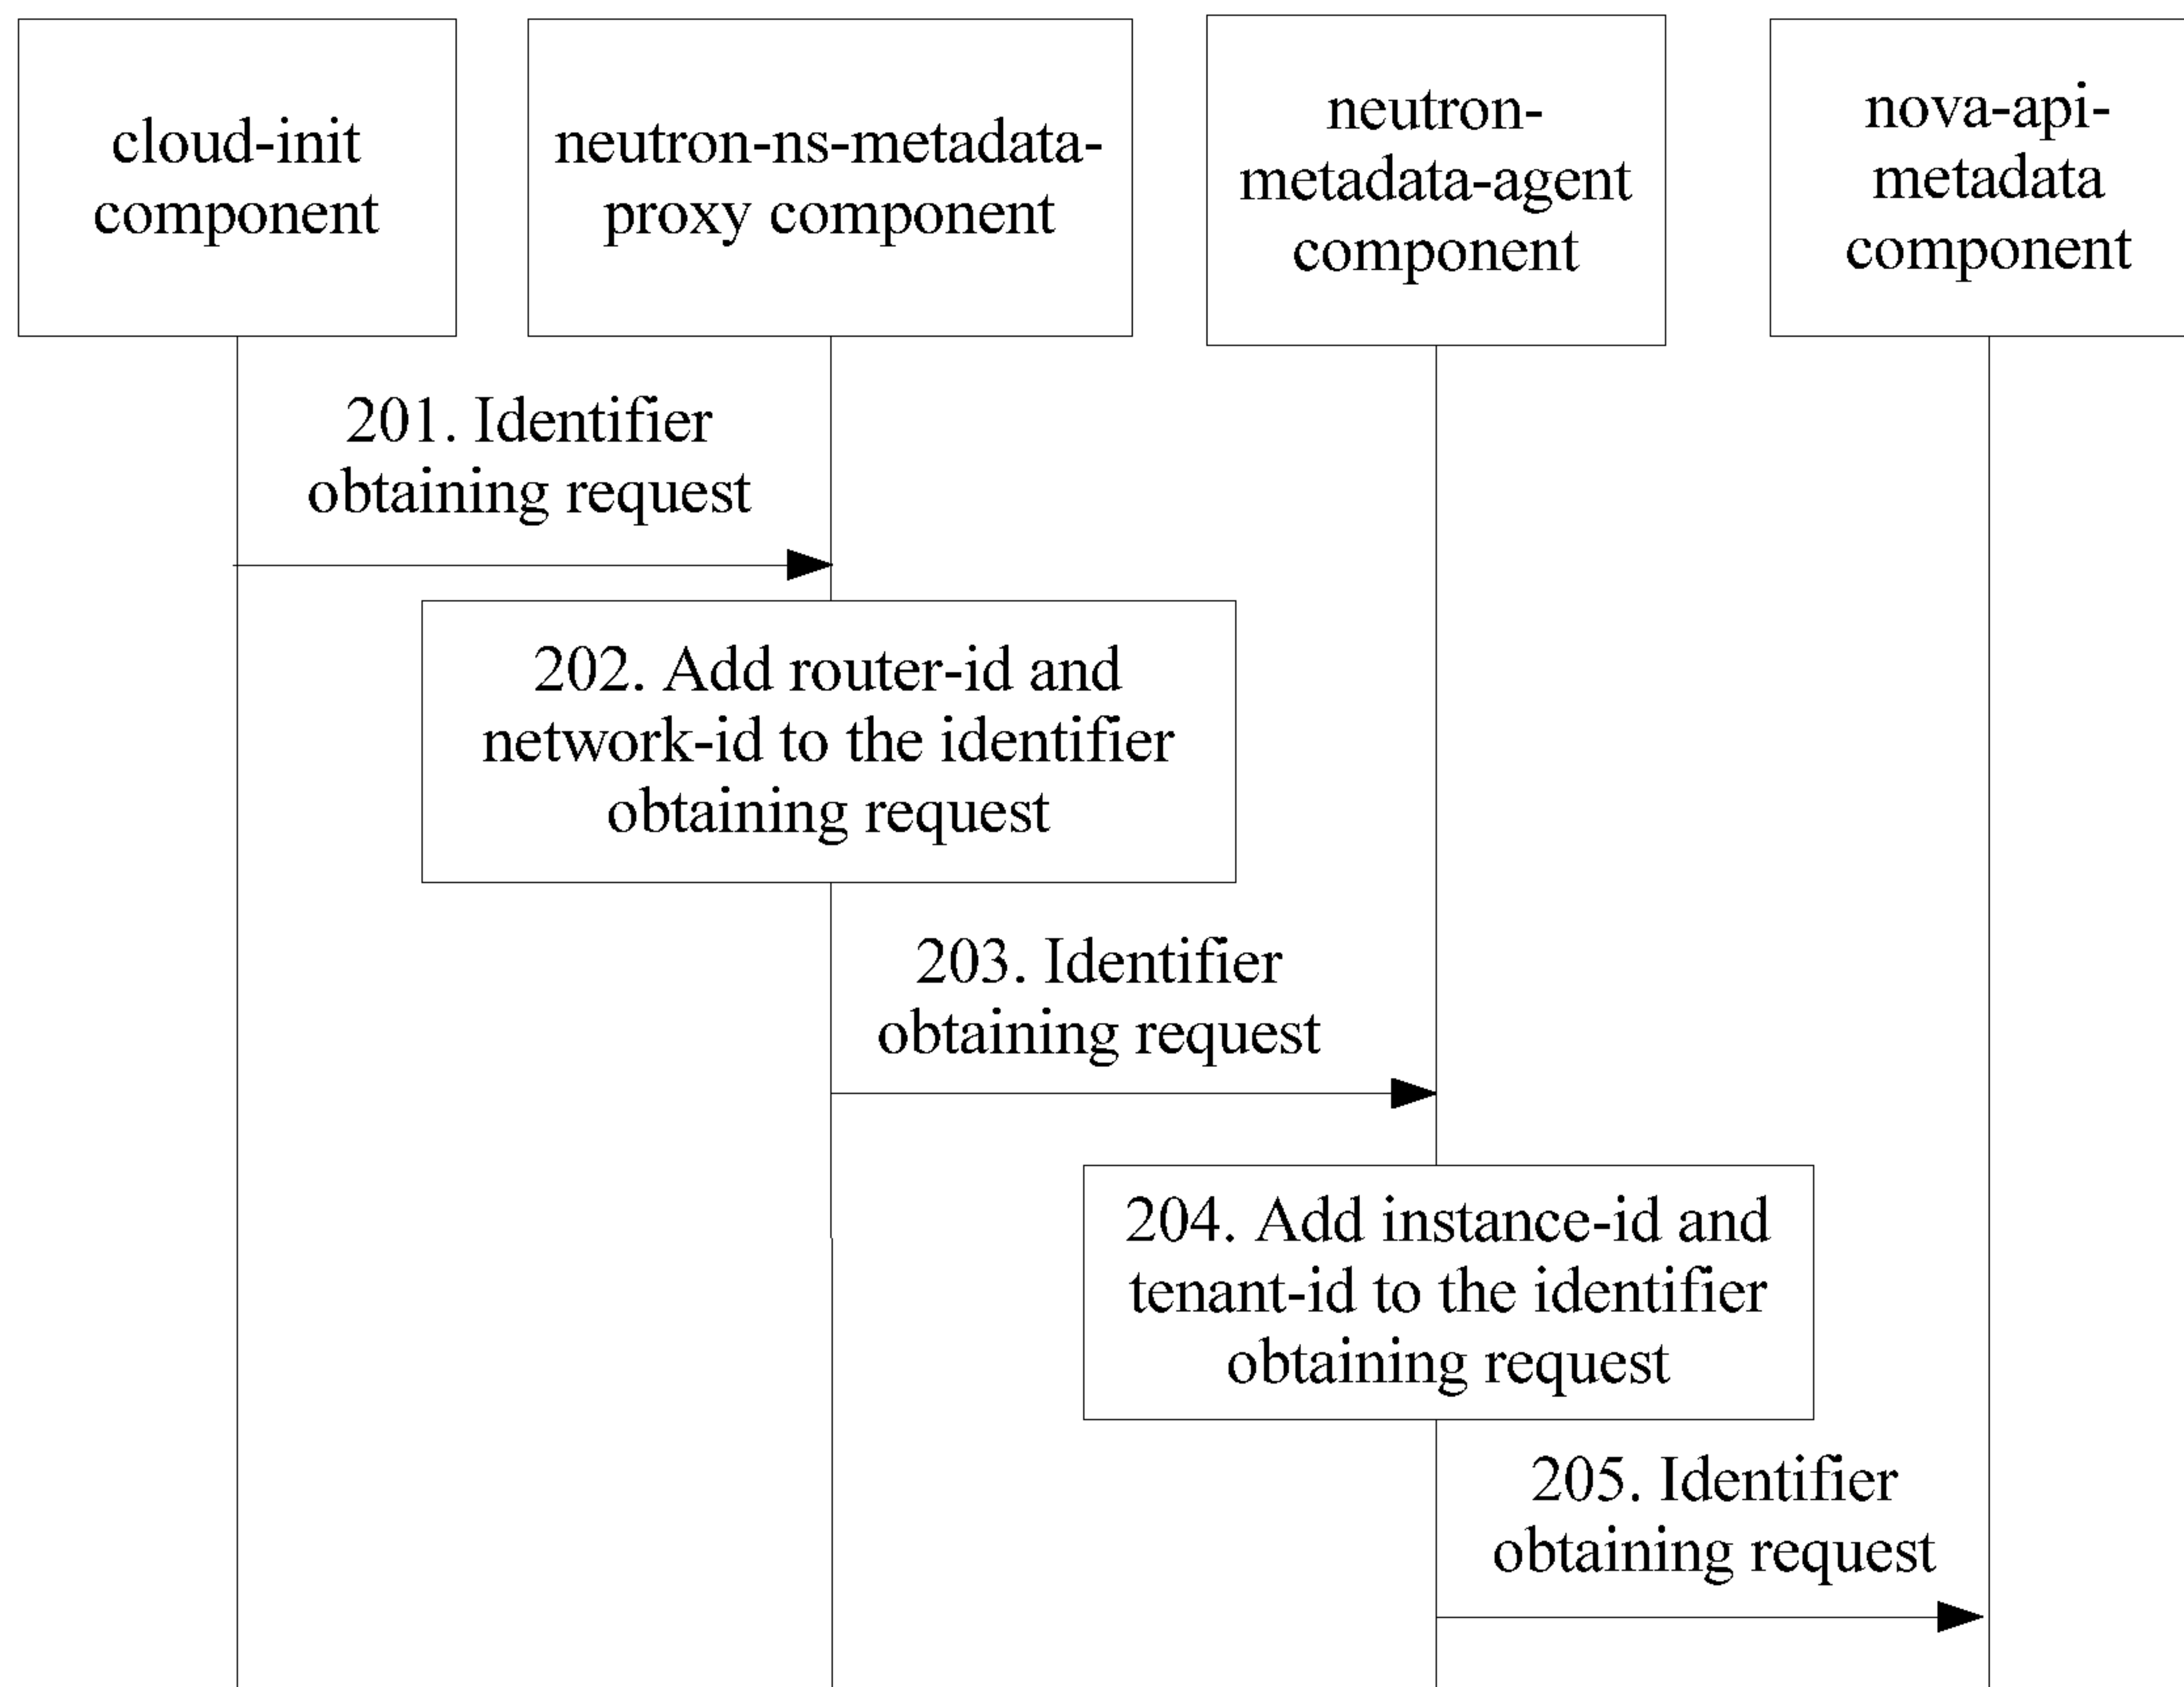 cloud-init
component
neutron-ns-metadata-
proxy component
neutron-
metadata-agent
component
nova-api-
metadata
component
201. Identifier
obtaining request
202. Add router-id and
network-id to the identifier
obtaining request
203. Identifier
obtaining request
204. Add instance-id and
tenant-id to the identifier
obtaining request
205. Identifier
obtaining request